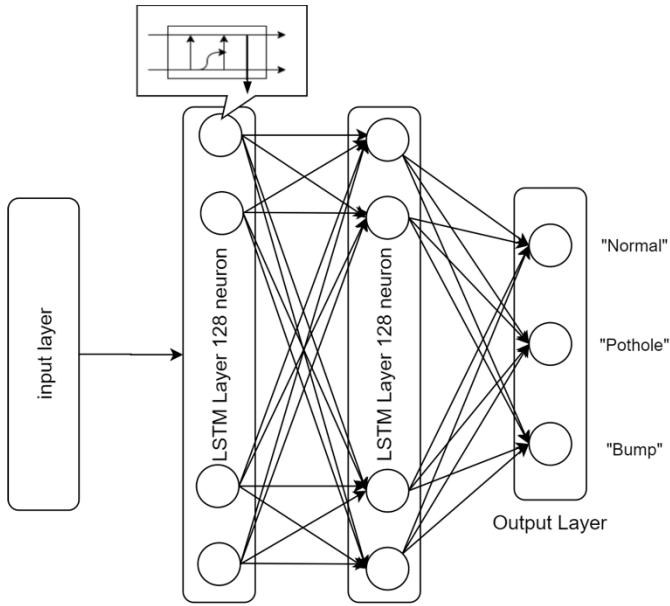 input layer
LSTM Layer 128 neuron
LSTM Layer 128 neuron
"Normal"
"Pothole"
"Bump"
Output Layer